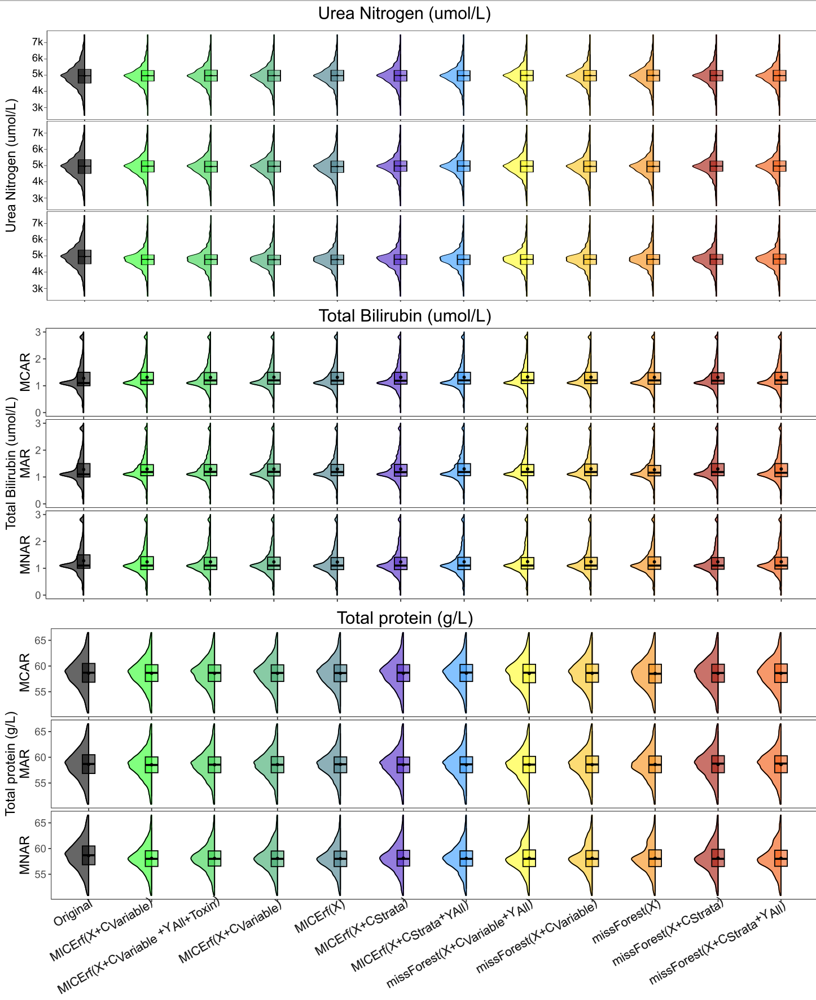 Urea Nitrogen (umol/L)
Urea Nitrogen (umol/L)
7k
6k
5k
4k
3k
7k
6k
5k
4k
3k
7k
6k
5k
4k
3k
Total Bilirubin (umol/L)
Total Bilirubin (umol/L)
MCAR
3
2
1
0
MAR
3
2
1
0
MNAR
3
2
1
0
Total protein (g/L)
Total protein (g/L)
MCAR
65
60
55
MAR
65
60
55
MNAR
65
60
55
Original
MICErf(X+CVariable)
MICErf(X+CVariable +YAll+Toxin)
MICErf(X+CVariable)
MICErf(X)
MICErf(X+CStrata)
MICErf(X+CStrata+YAll)
missForest(X+CVariable+YAll)
missForest(X+CVariable)
missForest(X)
missForest(X+CStrata)
missForest(X+CStrata+YAll)